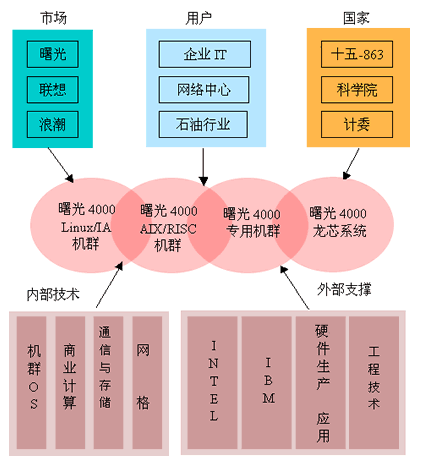 市场
用户
国家
曙光
联想
浪潮
企业 IT
网络中心
石油行业
十五-863
科学院
计委
曙光 4000
Linux/IA
机群
曙光 4000
AIX/RISC
机群
曙光 4000
专用机群
曙光 4000
龙芯系统
内部技术
外部支撑
机群OS
商业计算
通信与存储
网 格
INTEL
IBM
硬件生产 应用
工程技术